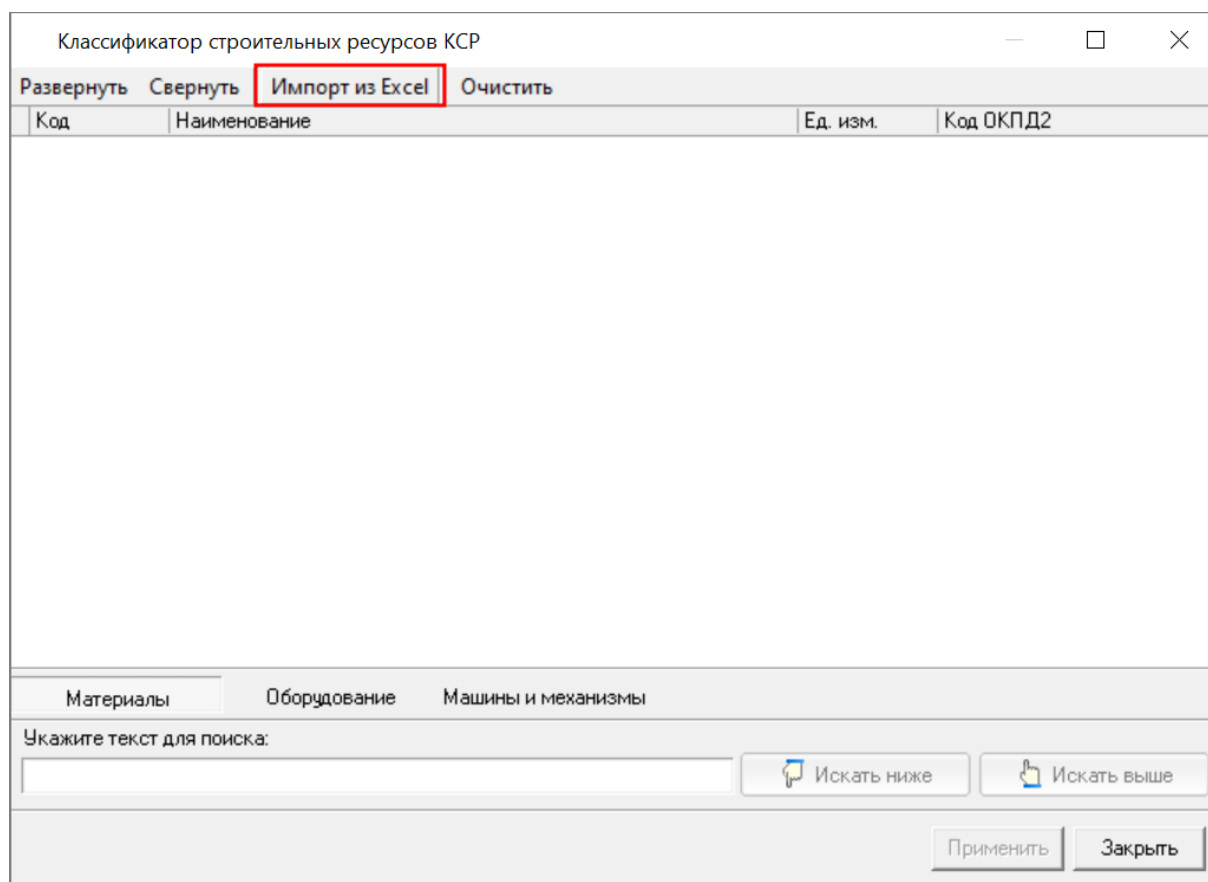 Классификатор строительных ресурсов КСР
Развернуть Свернуть Импорт из Excel Очистить
Код Наименование Ед. изм. Код ОКПД2
Материалы Оборудование Машины и механизмы
Укажите текст для поиска:
Искать ниже Искать выше
Применить Закрыть